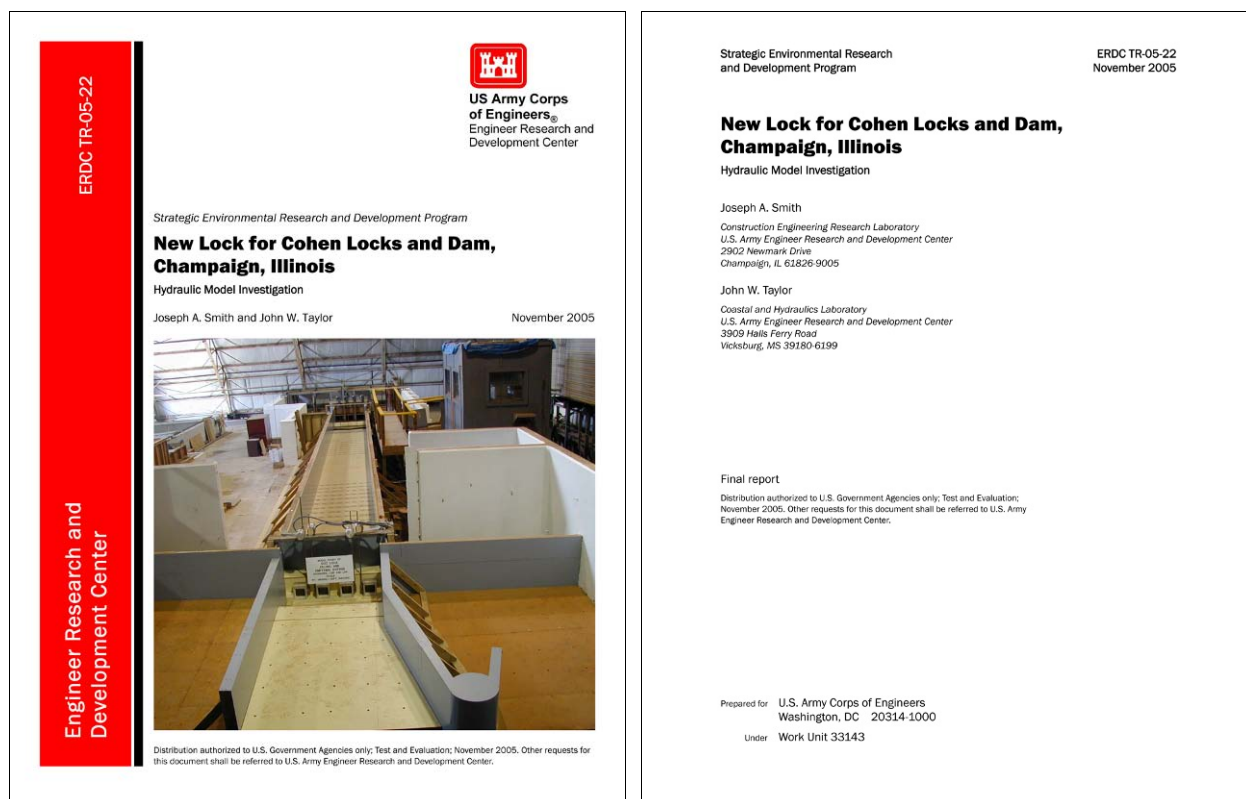 ERDC TR-05-22
Engineer Research and
Development Center
US Army Corps
of Engineers®
Engineer Research and
Development Center
Strategic Environmental Research and Development Program
New Lock for Cohen Locks and Dam,
Champaign, Illinois
Hydraulic Model Investigation
Joseph A. Smith and John W. Taylor
November 2005
Distribution authorized to U.S. Government Agencies only; Test and Evaluation; November 2005. Other requests for
this document shall be referred to U.S. Army Engineer Research and Development Center.
Strategic Environmental Research
and Development Program
ERDC TR-05-22
November 2005
New Lock for Cohen Locks and Dam,
Champaign, Illinois
Hydraulic Model Investigation
Joseph A. Smith
Construction Engineering Research Laboratory
U.S. Army Engineer Research and Development Center
2902 Newmark Drive
Champaign, IL 61826-9005
John W. Taylor
Coastal and Hydraulics Laboratory
U.S. Army Engineer Research and Development Center
3909 Halls Ferry Road
Vicksburg, MS 39180-6199
Final report
Distribution authorized to U.S. Government Agencies only; Test and Evaluation;
November 2005. Other requests for this document shall be referred to U.S. Army
Engineer Research and Development Center.
Prepared for U.S. Army Corps of Engineers
Washington, DC 20314-1000
Under Work Unit 33143